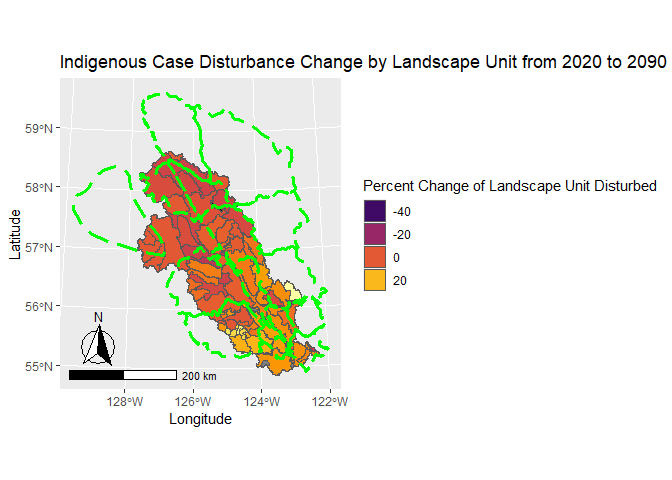 Indigenous Case Disturbance Change by Landscape Unit from 2020 to 2090
59°N
58°N
57°N
56°N
55°N
Latitude
N
200 km
128°W
126°W
124°W
122°W
Longitude
Percent Change of Landscape Unit Disturbed
-40
-20
0
20